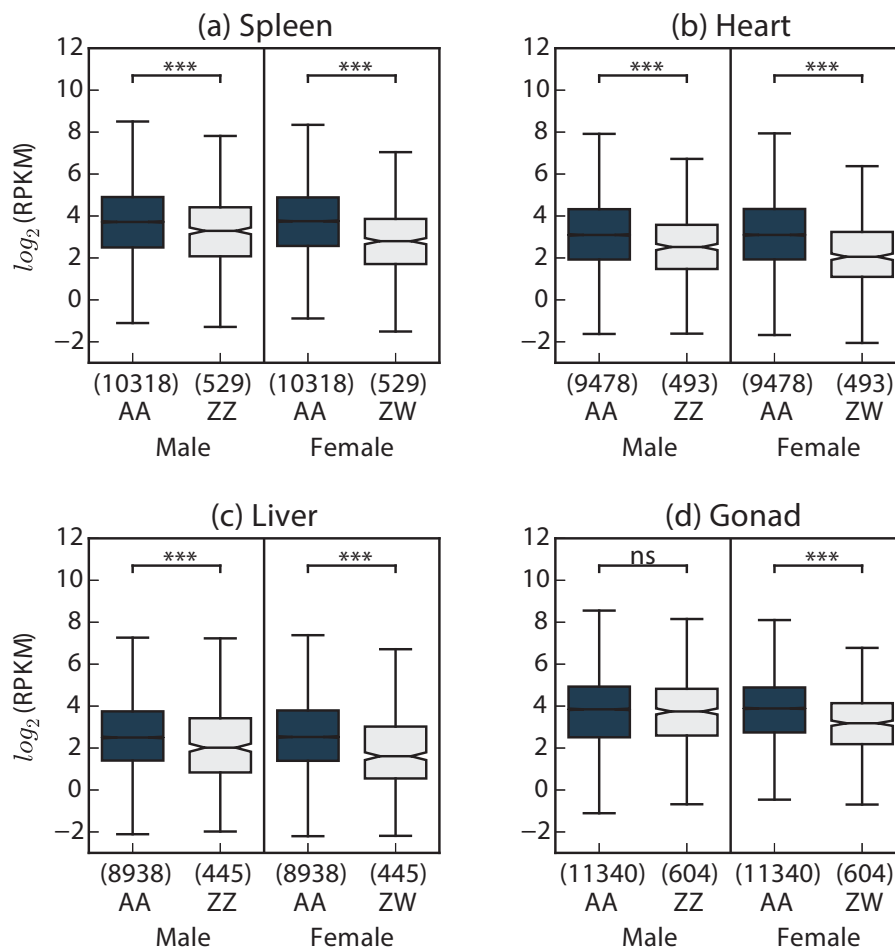 (a) Spleen
(b) Heart
12
10
8
6
4
2
0
−2
log2(RPKM)
*** ***
12
10
8
6
4
2
0
−2
*** ***
(10318) (529) (10318) (529)
AA ZZ AA ZW
Male Female
(9478) (493) (9478) (493)
AA ZZ AA ZW
Male Female
(c) Liver
(d) Gonad
12
10
8
6
4
2
0
−2
log2(RPKM)
*** ***
12
10
8
6
4
2
0
−2
ns ***
(8938) (445) (8938) (445)
AA ZZ AA ZW
Male Female
(11340) (604) (11340) (604)
AA ZZ AA ZW
Male Female